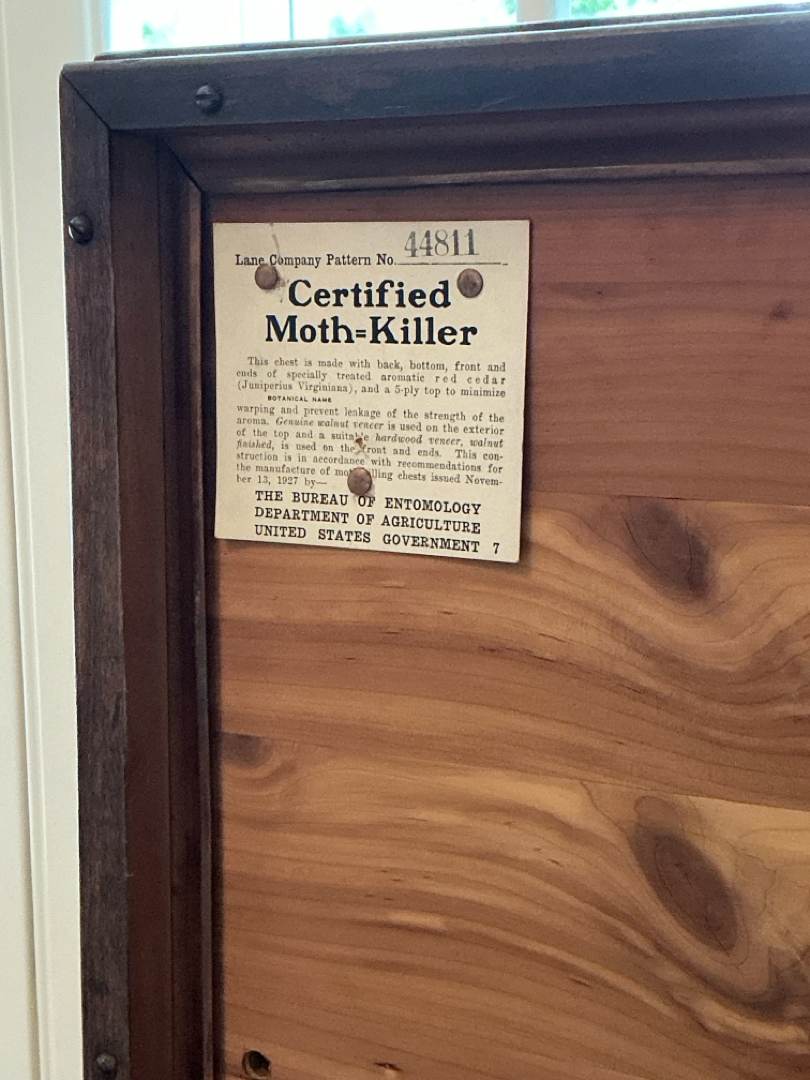 Lane Company Pattern No. 44811
Certified
Moth=Killer
This chest is made with back, bottom, front and
ends of specially treated aromatic red cedar
(Juniperius Virginiana), and a 5-ply top to minimize
BOTANICAL NAME
warping and prevent leakage of the strength of the
aroma. Genuine walnut veneer is used on the exterior
of the top and a suitable hardwood veneer, walnut
finished, is used on the front and ends. This con-
struction is in accordance with recommendations for
the manufacture of lling chests issued Novem-
ber 13, 1927 by—
THE BUREAU OF ENTOMOLOGY
DEPARTMENT OF AGRICULTURE
UNITED STATES GOVERNMENT 7